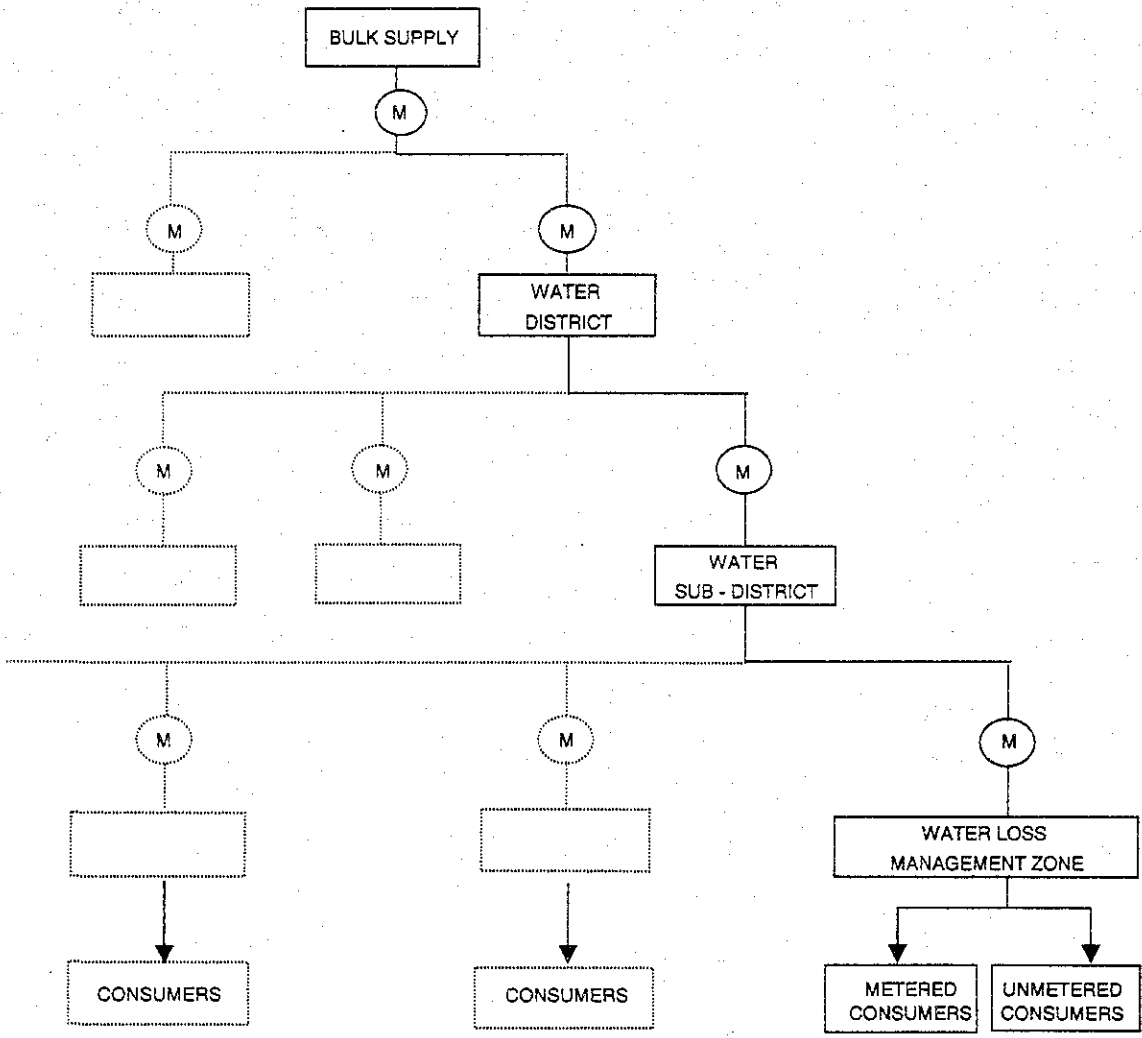 BULK SUPPLY
M
M
M
WATER
DISTRICT
M
M
M
WATER
SUB - DISTRICT
M
M
M
WATER LOSS
MANAGEMENT ZONE
CONSUMERS
CONSUMERS
METERED
CONSUMERS
UNMETERED
CONSUMERS